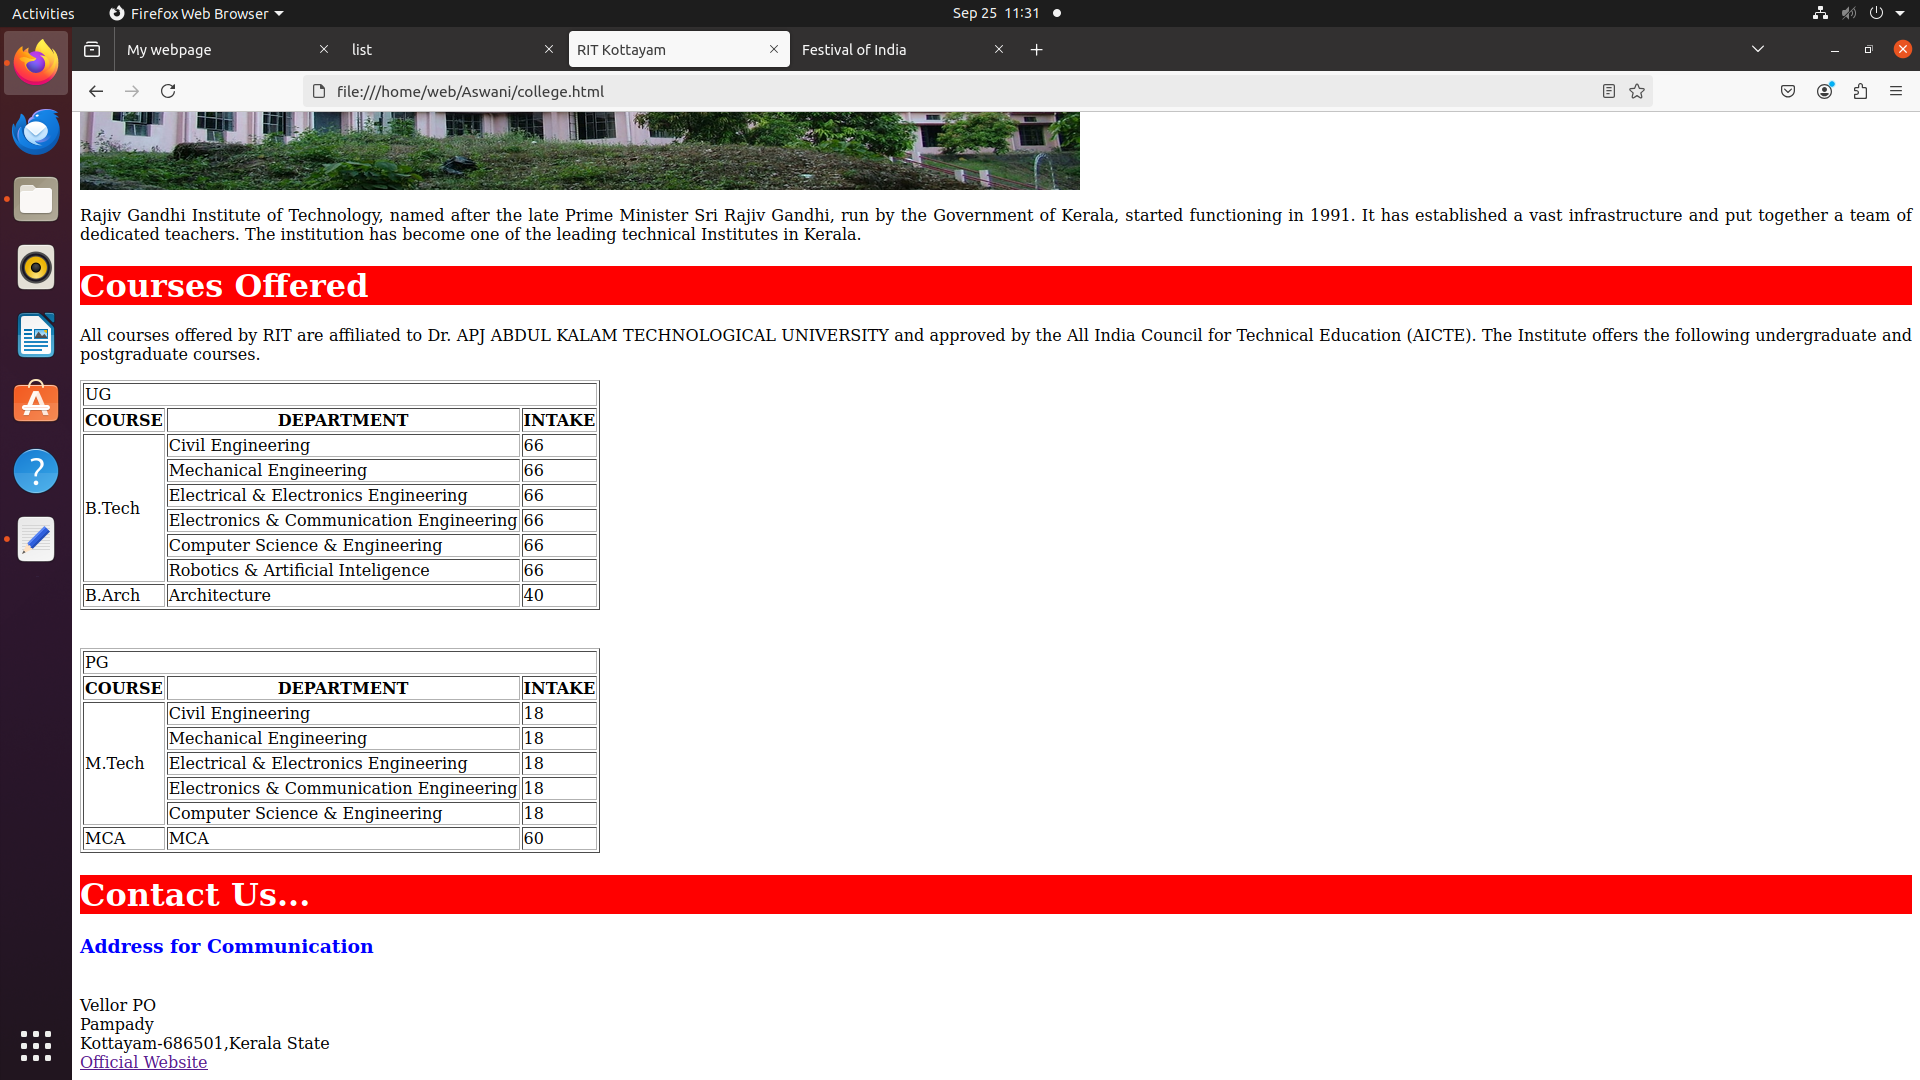 Activities Firefox Web Browser Sep 25 11:31
My webpage list RIT Kottayam Festival of India
file:///home/web/Aswani/college.html
Rajiv Gandhi Institute of Technology, named after the late Prime Minister Sri Rajiv Gandhi, run by the Government of Kerala, started functioning in 1991. It has established a vast infrastructure and put together a team of
dedicated teachers. The institution has become one of the leading technical Institutes in Kerala.
Courses Offered
All courses offered by RIT are affiliated to Dr. APJ ABDUL KALAM TECHNOLOGICAL UNIVERSITY and approved by the All India Council for Technical Education (AICTE). The Institute offers the following undergraduate and
postgraduate courses.
UG
COURSE DEPARTMENT INTAKE
Civil Engineering 66
Mechanical Engineering 66
Electrical & Electronics Engineering 66
B.Tech
Electronics & Communication Engineering 66
Computer Science & Engineering 66
Robotics & Artificial Inteligence 66
B.Arch Architecture 40
PG
COURSE DEPARTMENT INTAKE
Civil Engineering 18
Mechanical Engineering 18
M.Tech Electrical & Electronics Engineering 18
Electronics & Communication Engineering 18
Computer Science & Engineering 18
MCA MCA 60
Contact Us...
Address for Communication
Vellor PO
Pampady
Kottayam-686501,Kerala State
Official Website